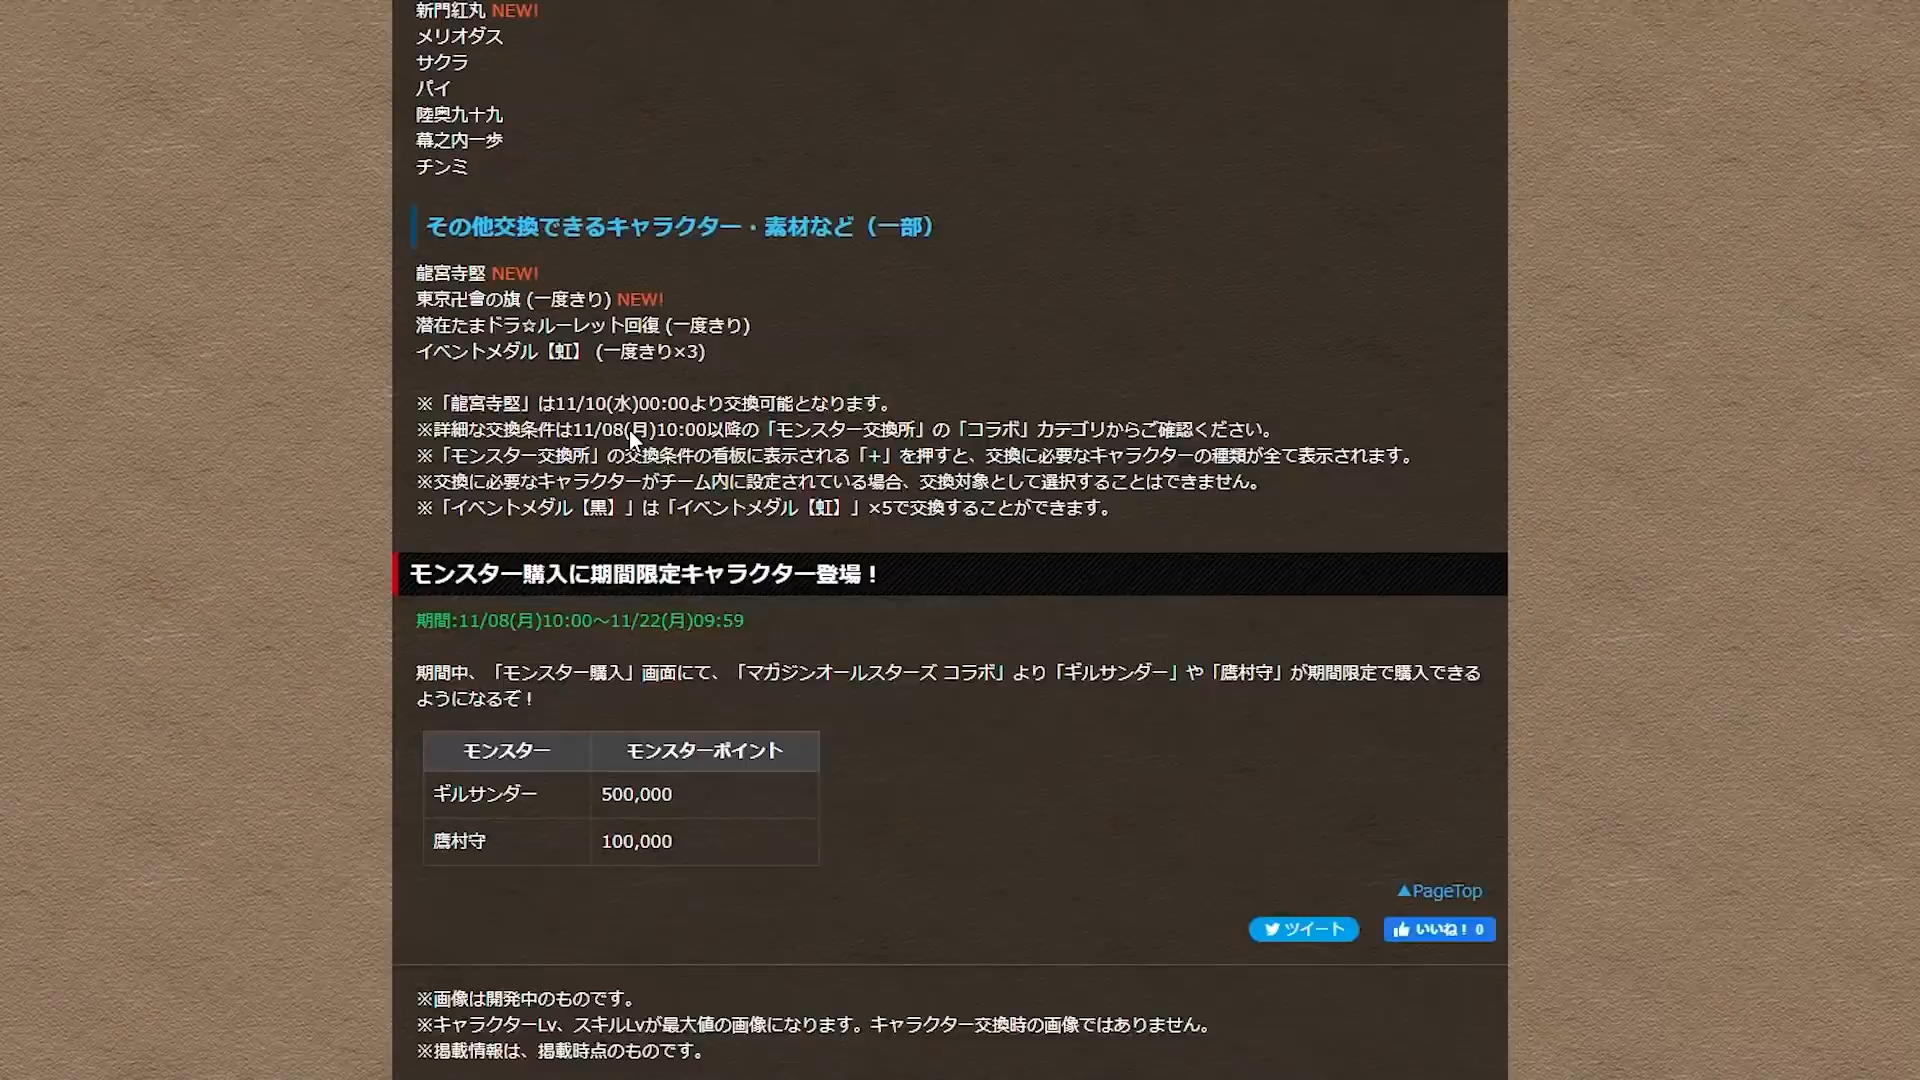 新門紅丸 NEW!
メリオダス
サクラ
パイ
陸奥九十九
幕之内一歩
チンミ
その他交換できるキャラクター・素材など（一部）
龍宮寺堅 NEW!
東京卍會の旗 (一度きり) NEW!
潜在たまドラ☆ルーレット回復 (一度きり)
イベントメダル【虹】 (一度きり×3)
※「龍宮寺堅」は11/10(水)00:00より交換可能となります。
※詳細な交換条件は11/08(月)10:00以降の「モンスター交換所」の「コラボ」カテゴリからご確認ください。
※「モンスター交換所」の交換条件の看板に表示される「+」を押すと、交換に必要なキャラクターの種類が全て表示されます。
※交換に必要なキャラクターがチーム内に設定されている場合、交換対象として選択することはできません。
※「イベントメダル【黒】」は「イベントメダル【虹】」×5で交換することができます。
モンスター購入に期間限定キャラクター登場！
期間:11/08(月)10:00～11/22(月)09:59
期間中、「モンスター購入」画面にて、「マガジンオールスターズ コラボ」より「ギルサンダー」や「鷹村守」が期間限定で購入できる
ようになるぞ！
モンスター モンスターポイント
ギルサンダー 500,000
鷹村守 100,000
▲PageTop
ツイート いいね！ 0
※画像は開発中のものです。
※キャラクターLv、スキルLvが最大値の画像になります。キャラクター交換時の画像ではありません。
※掲載情報は、掲載時点のものです。